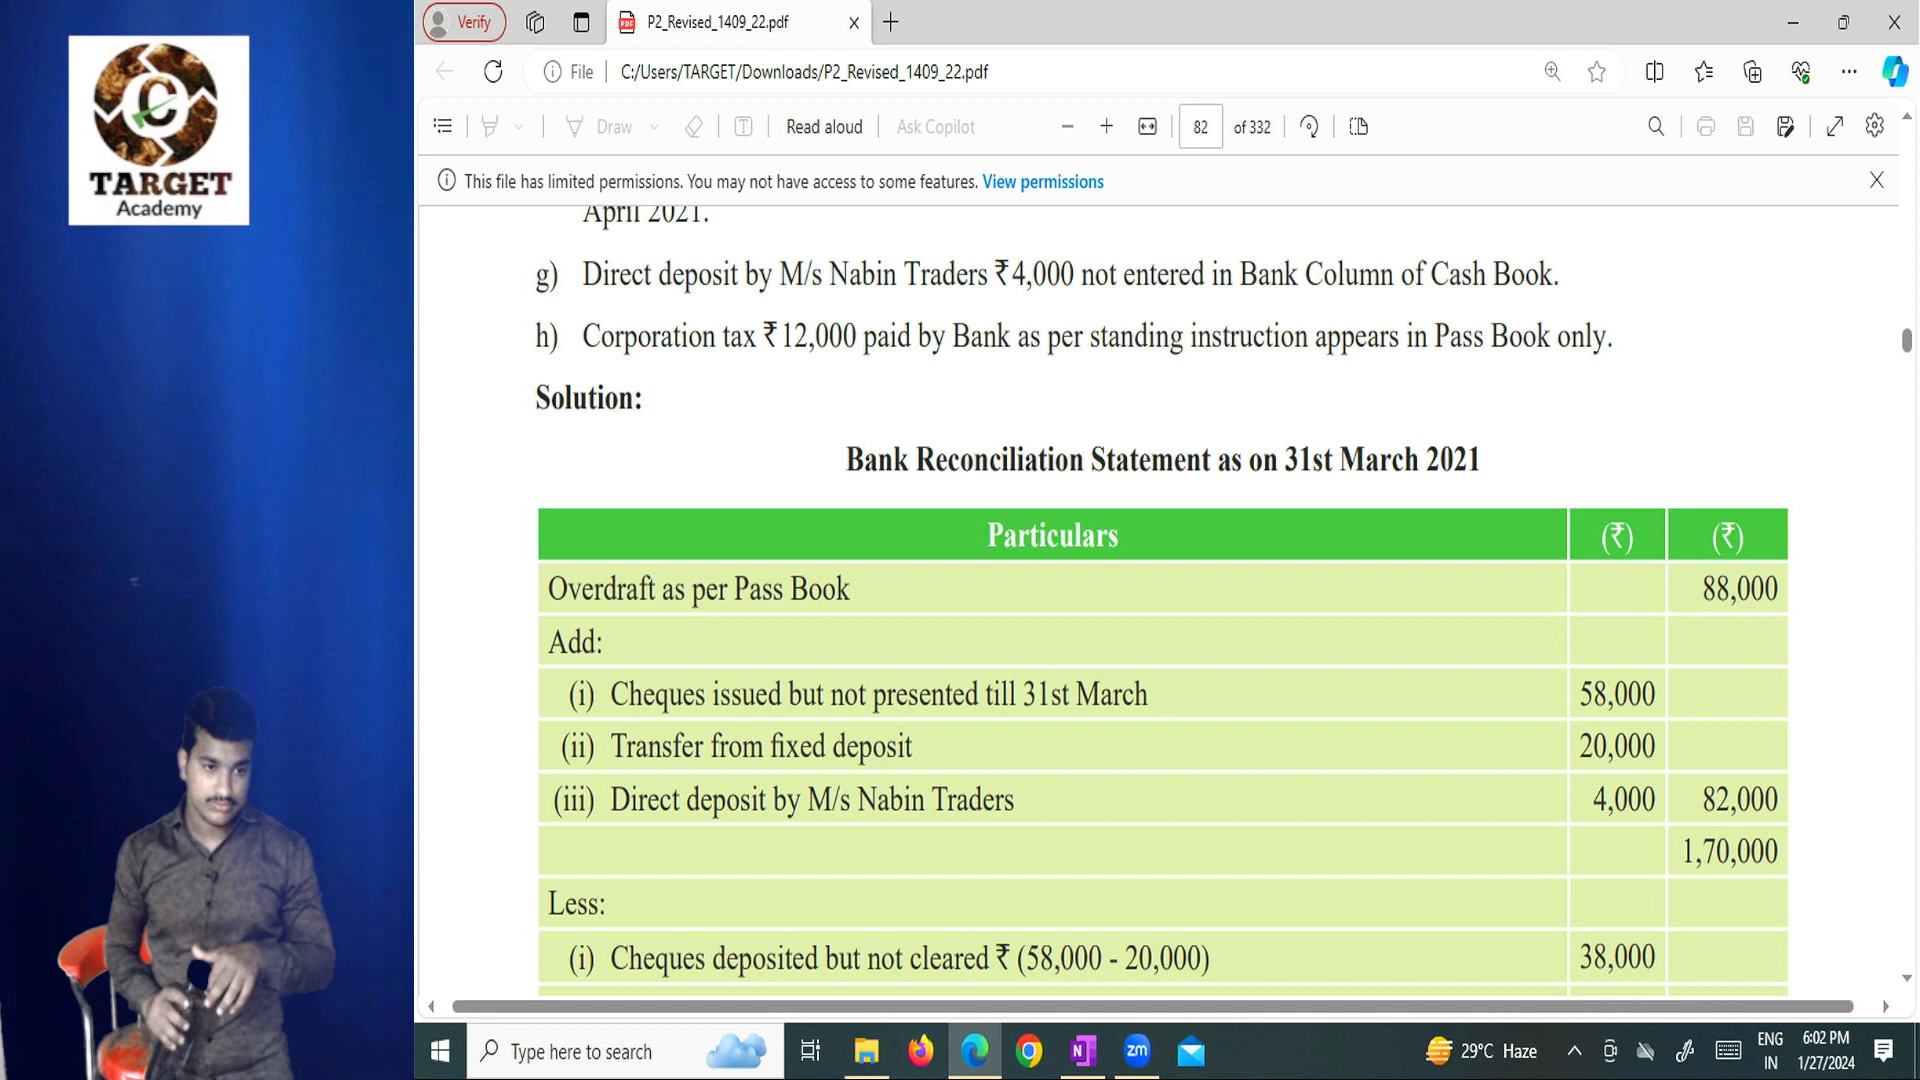 TARGET
Academy
Verify
P2_Revised_1409_22.pdf
File
C:/Users/TARGET/Downloads/P2_Revised_1409_22.pdf
Draw
Read aloud
Ask Copilot
82
of 332
This file has limited permissions. You may not have access to some features. View permissions
April 2021.
g) Direct deposit by M/s Nabin Traders ₹4,000 not entered in Bank Column of Cash Book.
h) Corporation tax ₹12,000 paid by Bank as per standing instruction appears in Pass Book only.
Solution:
Bank Reconciliation Statement as on 31st March 2021
Particulars (₹) (₹)
Overdraft as per Pass Book 88,000
Add:
(i) Cheques issued but not presented till 31st March 58,000
(ii) Transfer from fixed deposit 20,000
(iii) Direct deposit by M/s Nabin Traders 4,000 82,000
1,70,000
Less:
(i) Cheques deposited but not cleared ₹ (58,000 - 20,000) 38,000
Type here to search
29°C Haze
ENG
IN
6:02 PM
1/27/2024